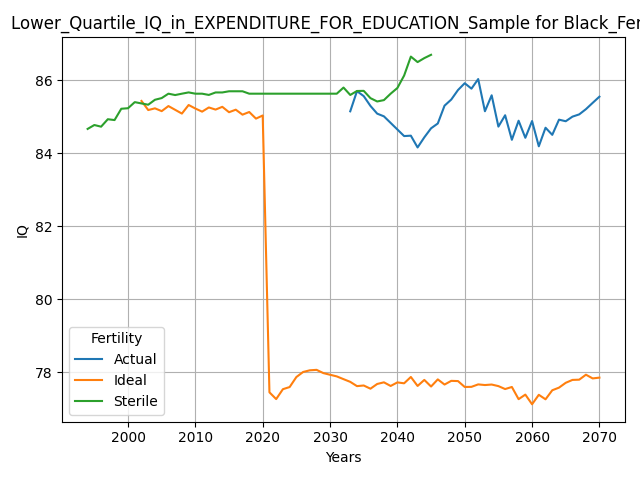 Lower_Quartile_IQ_in_EXPENDITURE_FOR_EDUCATION_Sample for Black_Fer
86
84
82
80
78
IQ
Fertility
Actual
Ideal
Sterile
2000 2010 2020 2030 2040 2050 2060 2070
Years